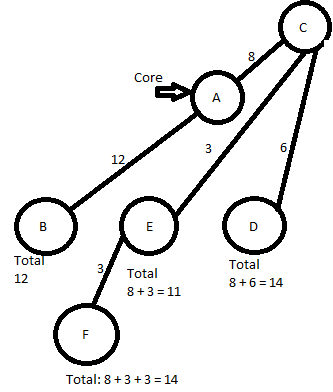 C
8
Core
A
12
3
6
B
E
D
Total
12
Total
8 + 3 = 11
Total
8 + 6 = 14
3
F
Total: 8 + 3 + 3 = 14